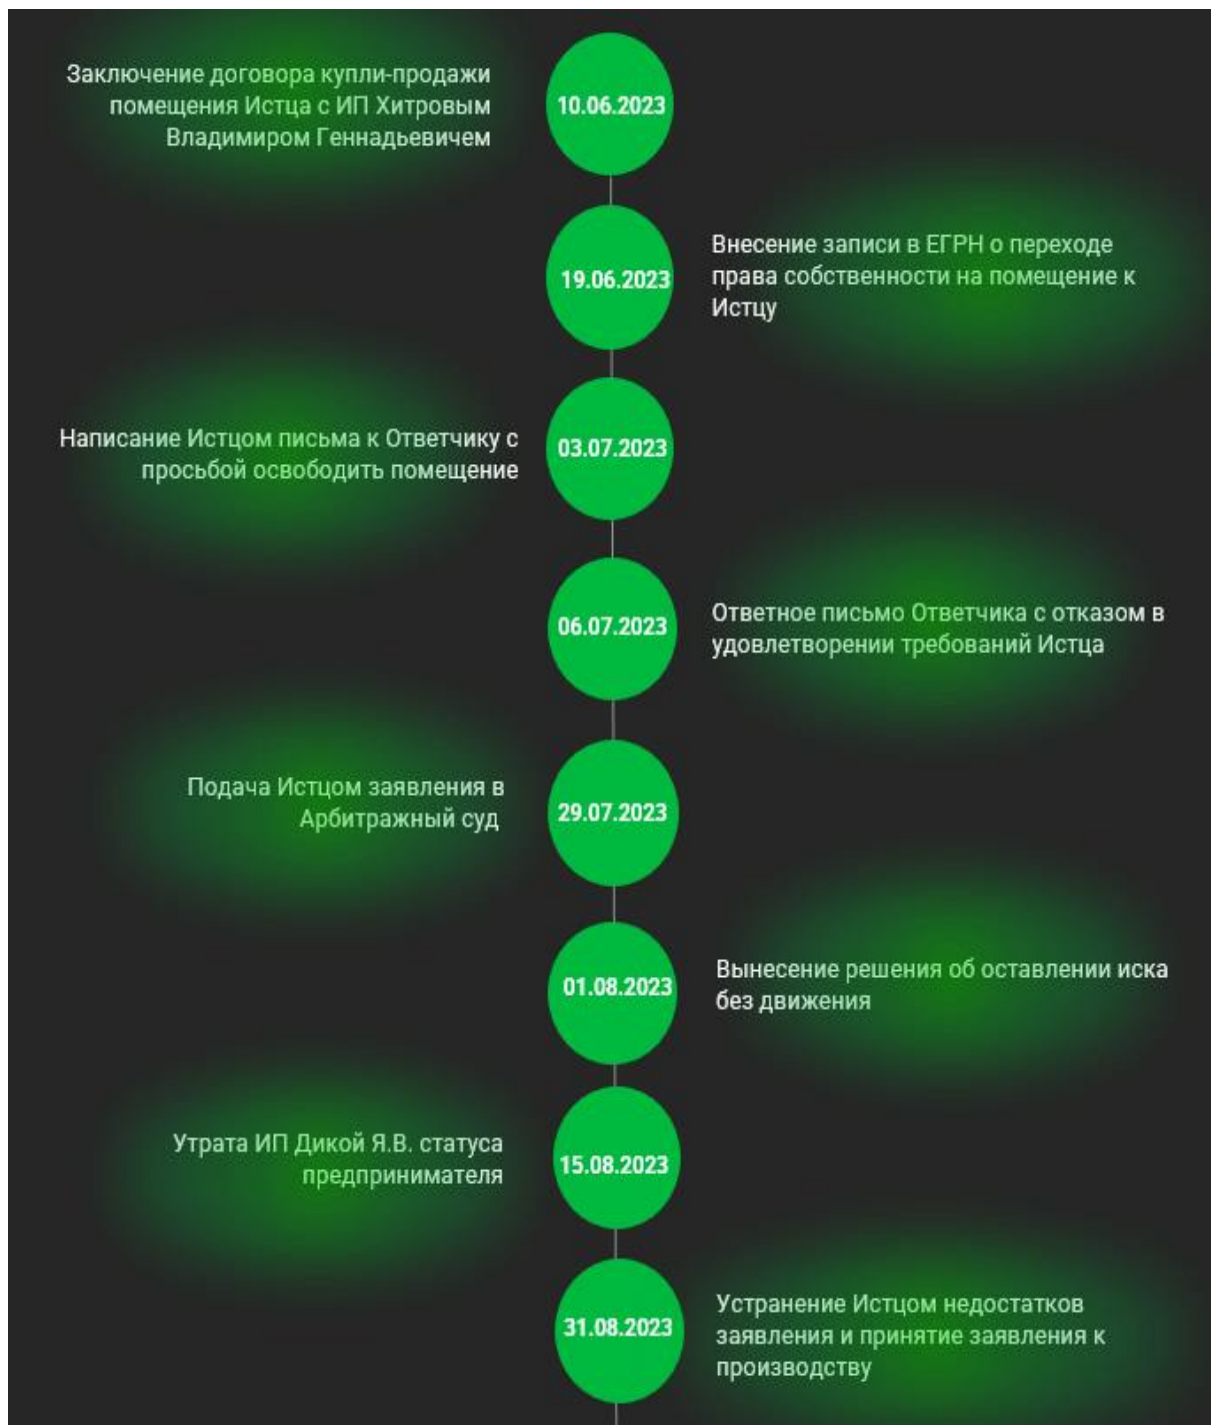 Заключение договора купли-продажи
помещения Истца с ИП Хитровым
Владимиром Геннадьевичем
10.06.2023
19.06.2023
Внесение записи в ЕГРН о переходе
права собственности на помещение к
Истцу
Написание Истцом письма к Ответчику с
просьбой освободить помещение
03.07.2023
06.07.2023
Ответное письмо Ответчика с отказом в
удовлетворении требований Истца
Подача Истцом заявления в
Арбитражный суд
29.07.2023
01.08.2023
Вынесение решения об оставлении иска
без движения
Утрата ИП Дикой Я.В. статуса
предпринимателя
15.08.2023
31.08.2023
Устранение Истцом недостатков
заявления и принятие заявления к
производству